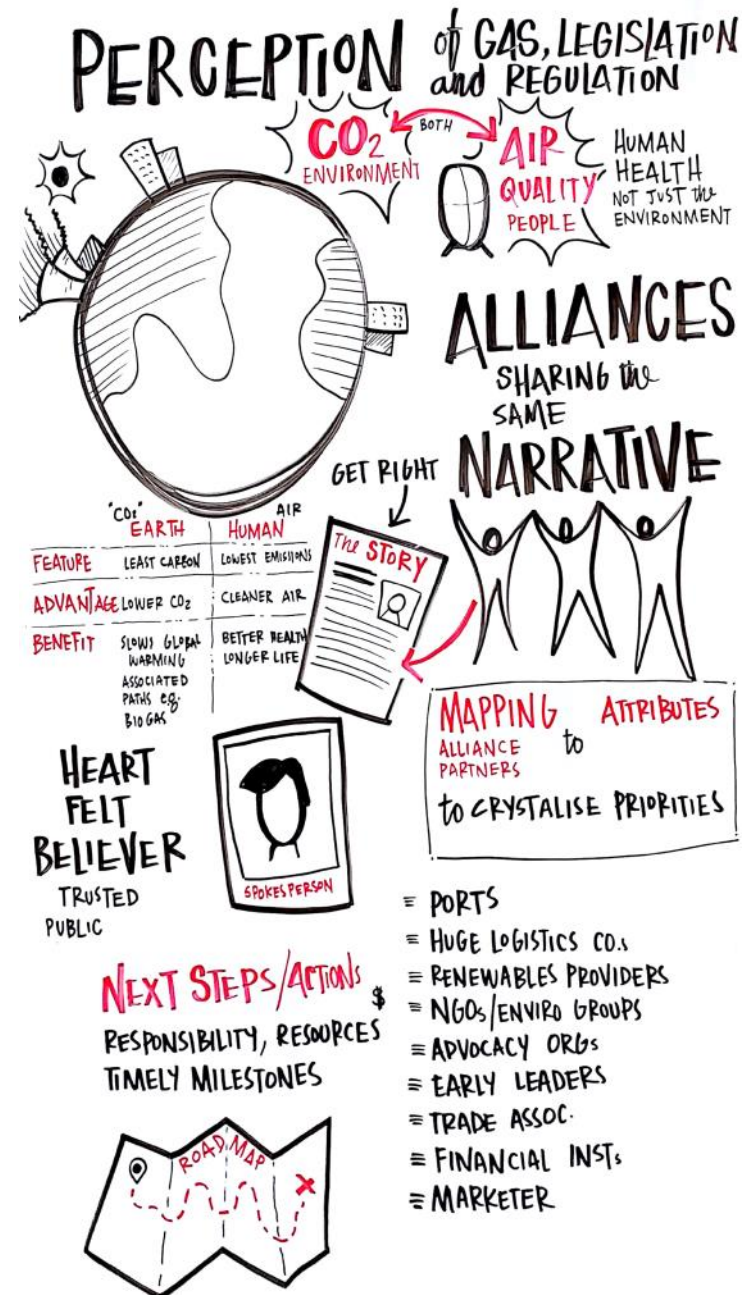 PERCEPTION of GAS, LEGISLATION
and REGULATION
CO2
ENVIRONMENT
BOTH
AIR
QUALITY
PEOPLE
HUMAN
HEALTH
NOT JUST the
ENVIRONMENT
ALLIANCES
SHARING the
SAME
NARRATIVE
GET RIGHT
The STORY
"CO2" AIR
EARTH HUMAN
FEATURE LEAST CARBON LOWEST EMISSIONS
ADVANTAGE LOWER CO2 CLEANER AIR
BENEFIT SLOWS GLOBAL BETTER HEALTH
WARMING LONGER LIFE
ASSOCIATED
PATHS eg.
BIO GAS
MAPPING ATTRIBUTES
ALLIANCE to
PARTNERS
to CRYSTALISE PRIORITIES
HEART
FELT
BELIEVER
TRUSTED
PUBLIC
SPOKESPERSON
NEXT STEPS/ACTIONS
$
RESPONSIBILITY, RESOURCES
TIMELY MILESTONES
ROAD MAP
PORTS
HUGE LOGISTICS CO.s
RENEWABLES PROVIDERS
NGOs/ENVIRO GROUPS
ADVOCACY ORGs
EARLY LEADERS
TRADE ASSOC.
FINANCIAL INSTs
MARKETER